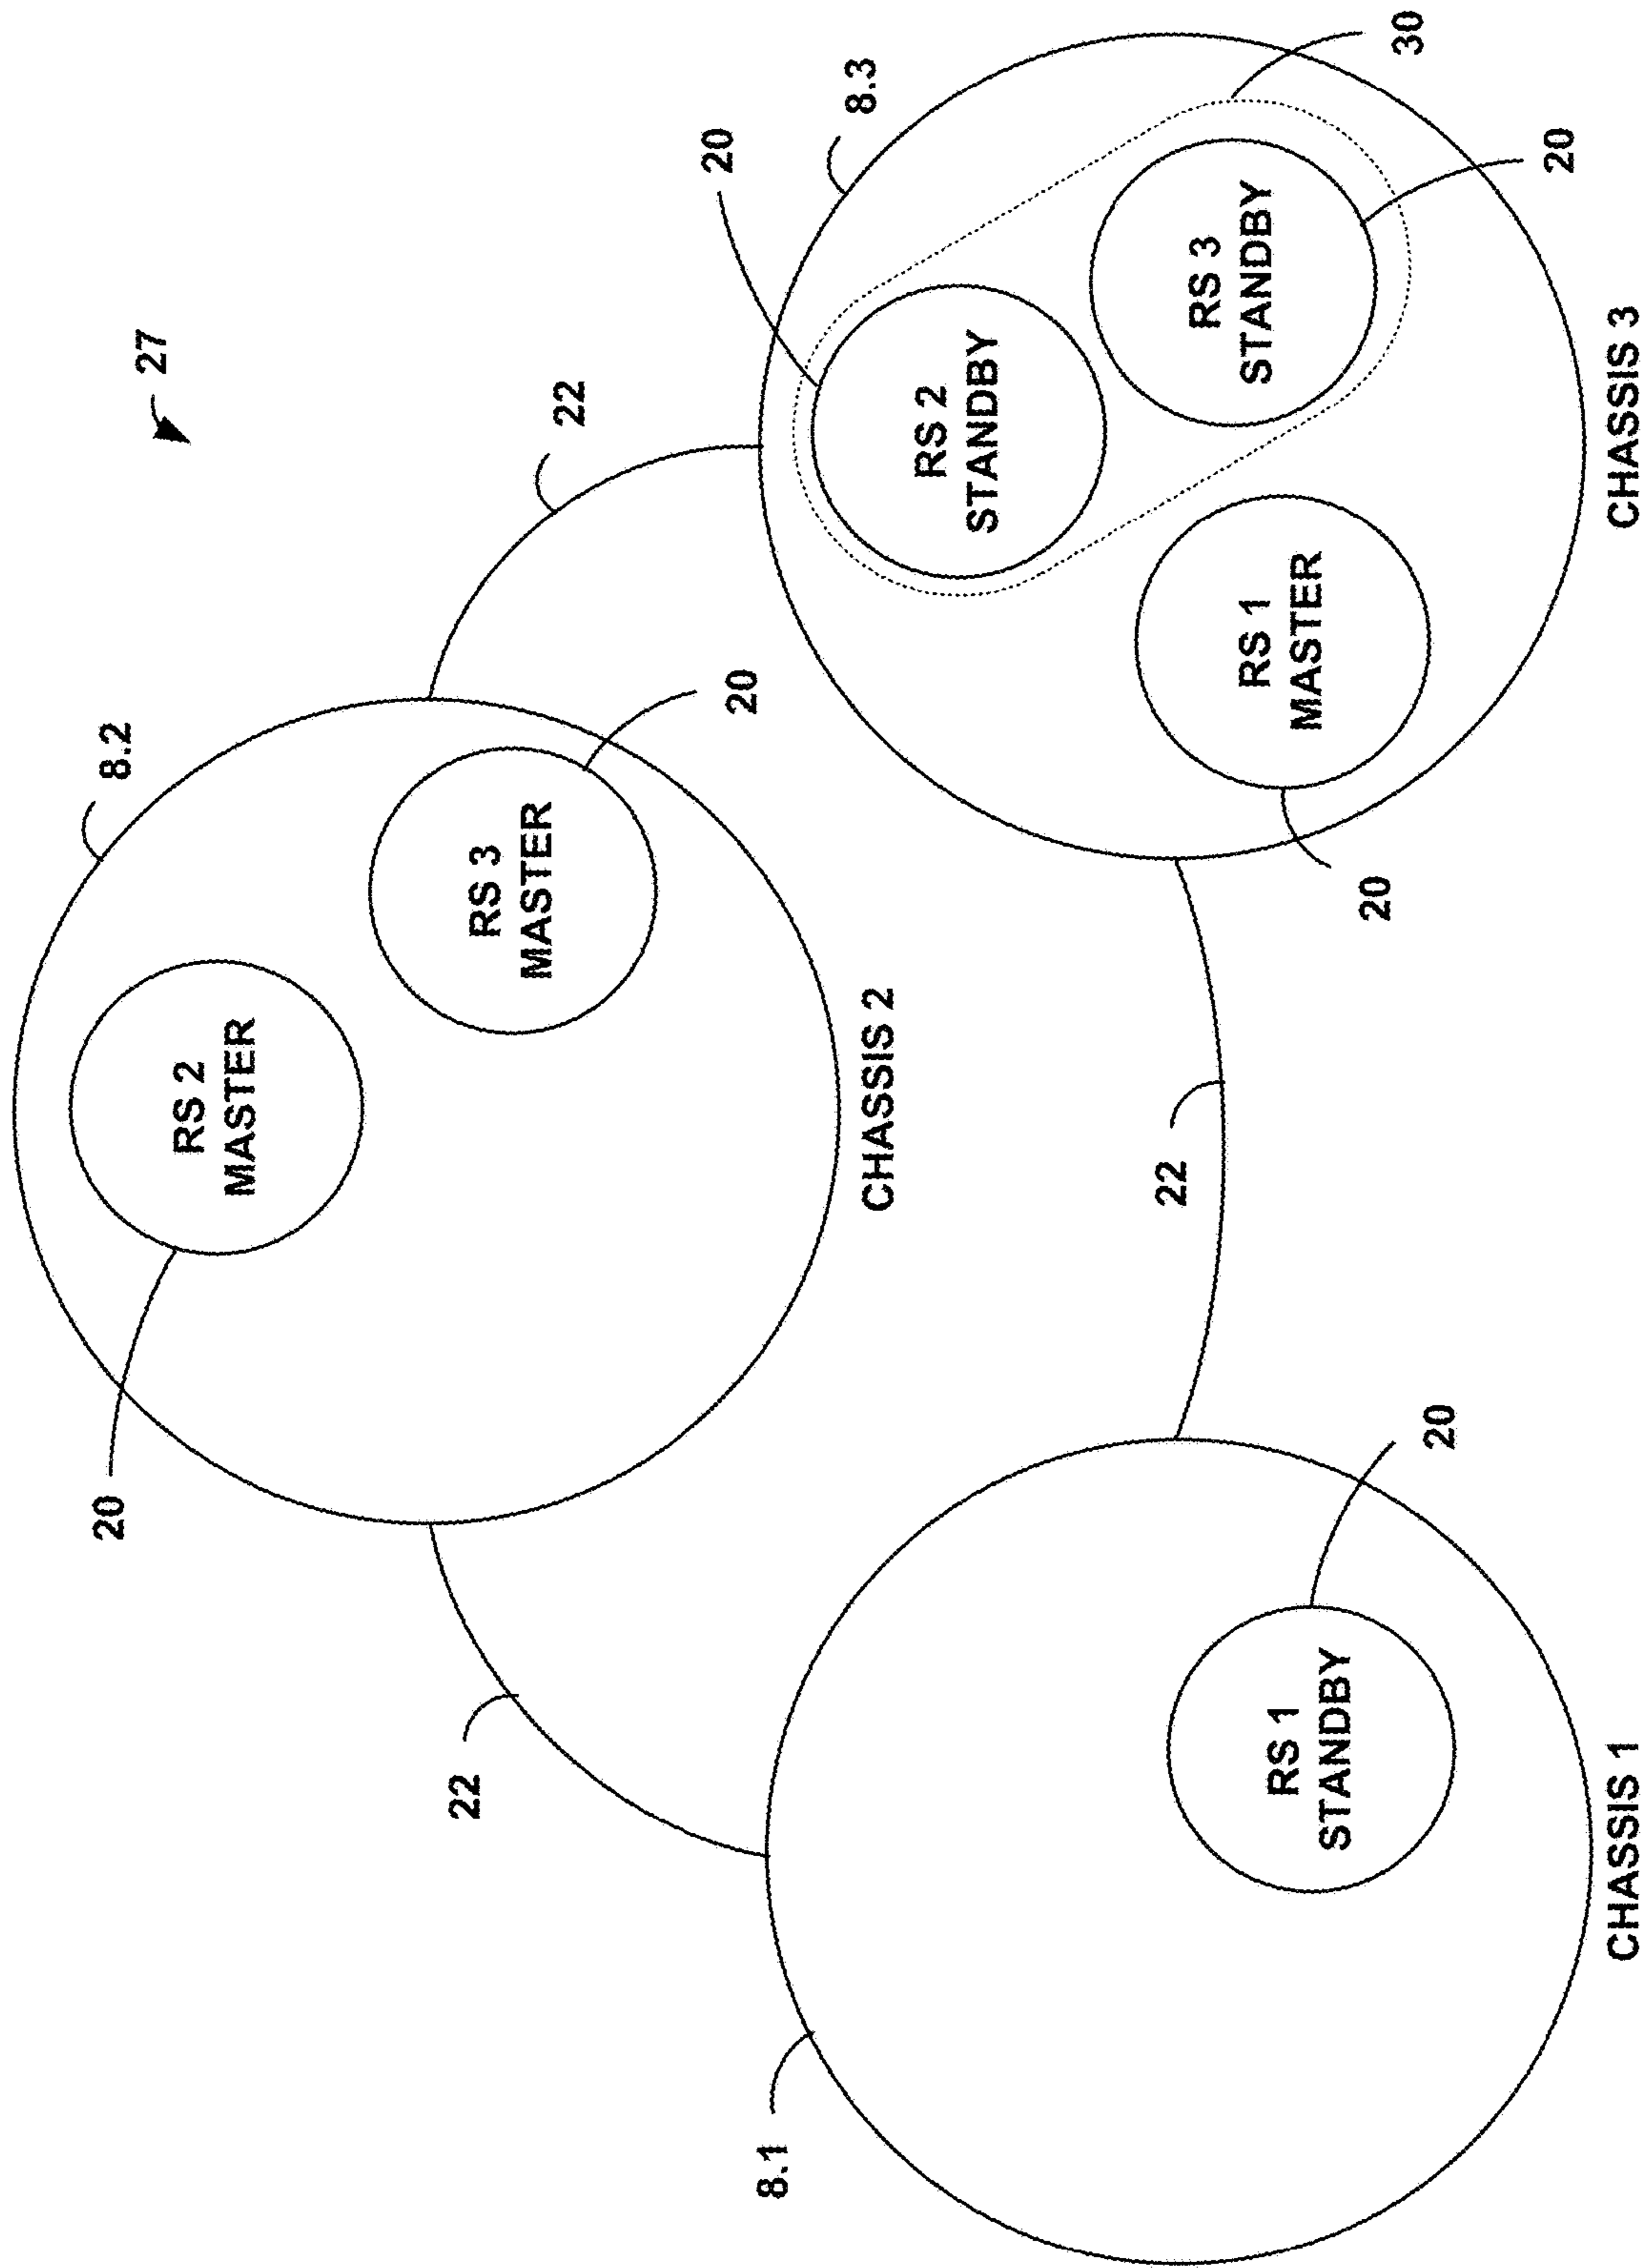 8.2
27
20
RS 2
MASTER
22
RS 3
MASTER
22
20
20
8.1
8.3
CHASSIS 2
RS 2
STANDBY
22
RS 3
STANDBY
RS 1
MASTER
RS 1
STANDBY
20
30
20
20
CHASSIS 1
CHASSIS 3